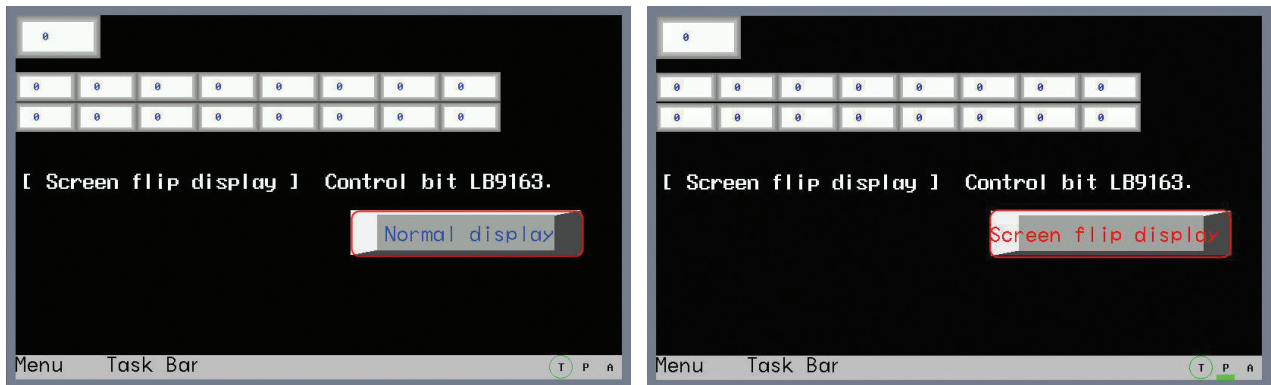 0
0 0 0 0 0 0 0 0
0 0 0 0 0 0 0 0
[ Screen flip display ] Control bit LB9163.
Normal display
Menu Task Bar T P A
0
0 0 0 0 0 0 0 0
0 0 0 0 0 0 0 0
[ Screen flip display ] Control bit LB9163.
Screen flip display
Menu Task Bar T P A